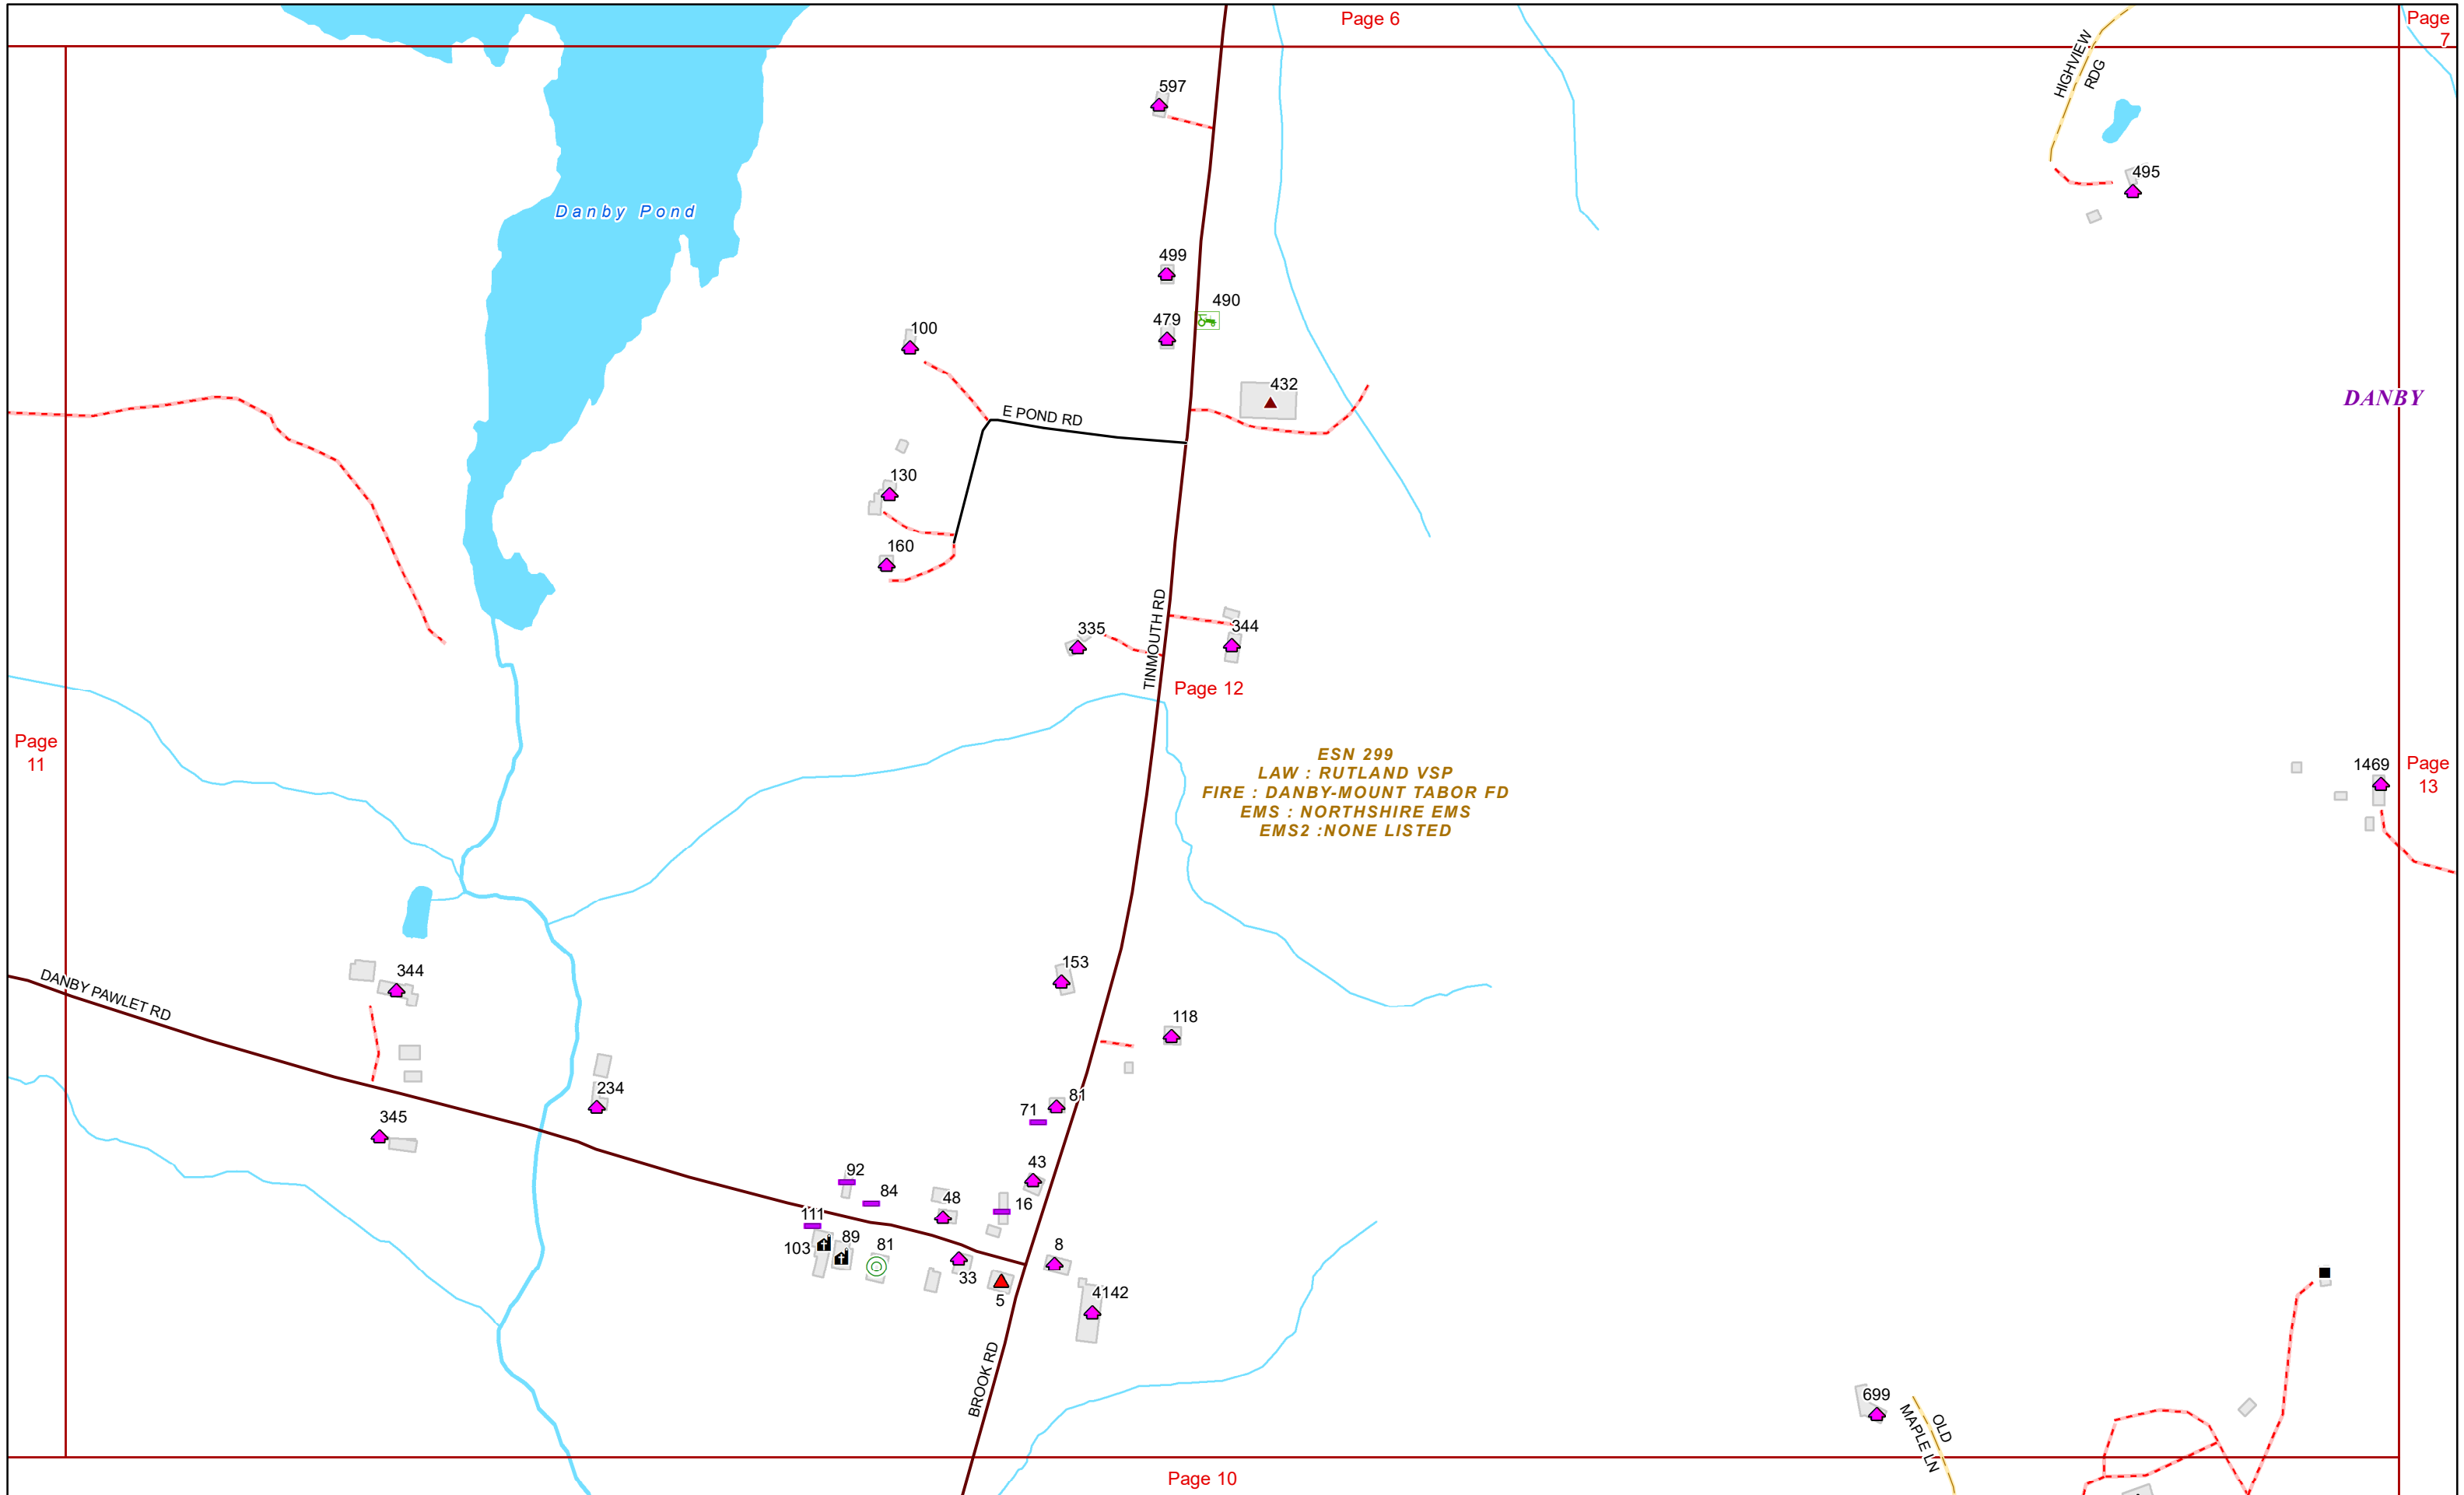 Page 6
Page
7
HIGHVIEW
RDG
597
495
Danby Pond
499
490
479
100
432
DANBY
E POND RD
130
160
TINMOUTH RD
335
344
Page 12
Page
11
ESN 299
LAW : RUTLAND VSP
FIRE : DANBY-MOUNT TABOR FD
EMS : NORTHSHIRE EMS
EMS2 :NONE LISTED
1469
Page
13
153
344
DANBY PAWLET RD
118
234
81
71
345
43
92
84
48
16
111
103
89
81
33
8
5
4142
BROOK RD
699
OLD
MAPLE LN
Page 10